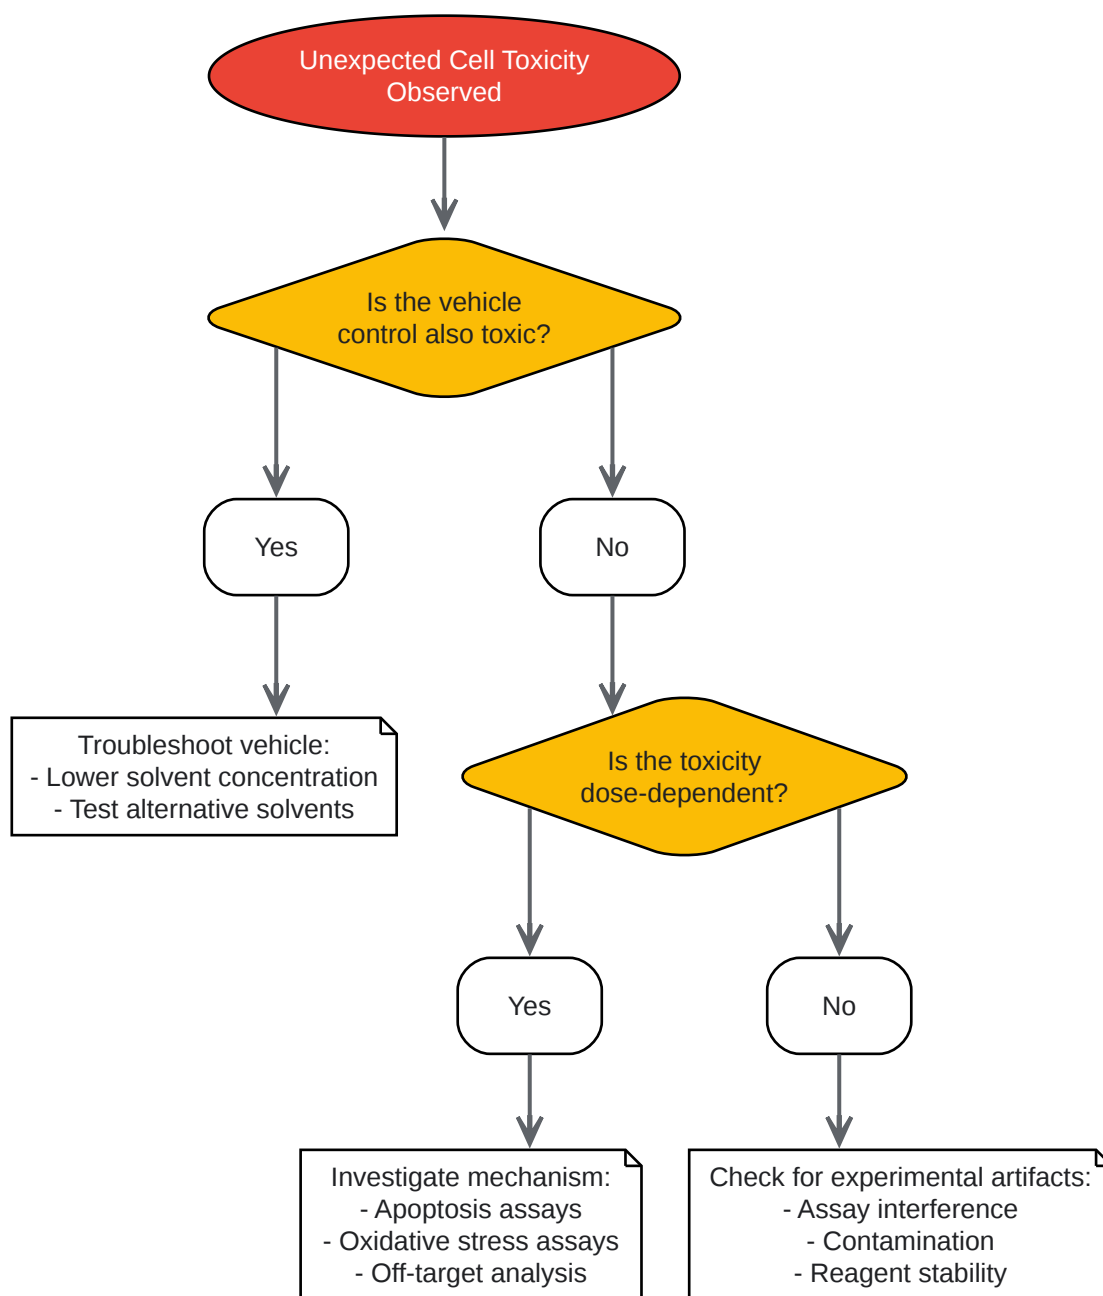 Unexpected Cell Toxicity
Observed
Is the vehicle
control also toxic?
Yes
No
Troubleshoot vehicle:
- Lower solvent concentration
- Test alternative solvents
Is the toxicity
dose-dependent?
Yes
No
Investigate mechanism:
- Apoptosis assays
- Oxidative stress assays
- Off-target analysis
Check for experimental artifacts:
- Assay interference
- Contamination
- Reagent stability